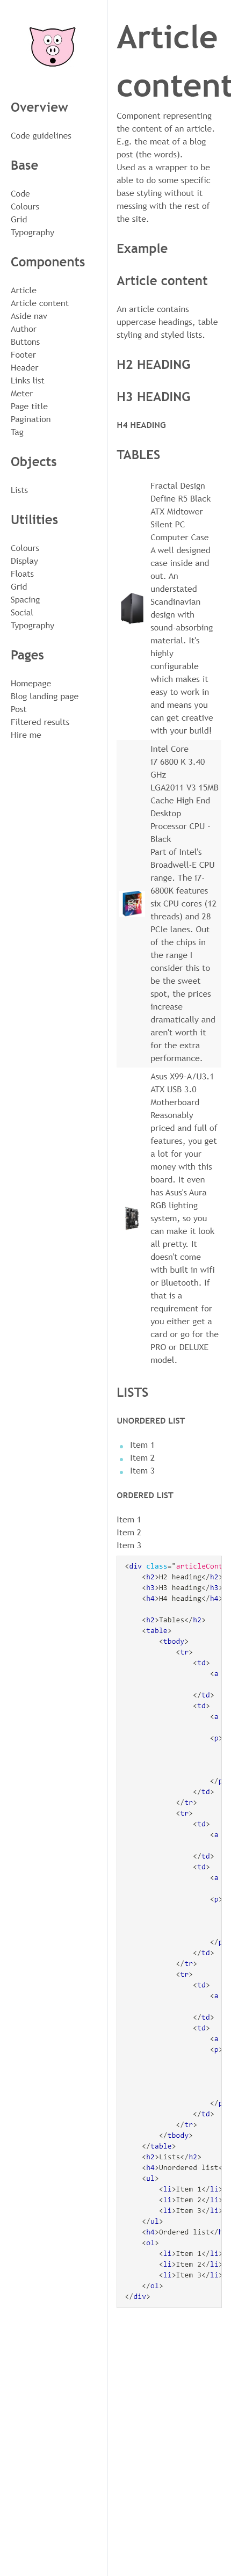 Overview
Code guidelines
Base
Code
Colours
Grid
Typography
Components
Article
Article content
Aside nav
Author
Buttons
Footer
Header
Links list
Meter
Page title
Pagination
Tag
Objects
Lists
Utilities
Colours
Display
Floats
Grid
Spacing
Social
Typography
Pages
Homepage
Blog landing page
Post
Filtered results
Hire me
Article
content
Component representing
the content of an article.
E.g. the meat of a blog
post (the words).
Used as a wrapper to be
able to do some specific
base styling without it
messing with the rest of
the site.
Example
Article content
An article contains
uppercase headings, table
styling and styled lists.
H2 HEADING
H3 HEADING
H4 HEADING
TABLES
Fractal Design
Define R5 Black
ATX Midtower
Silent PC
Computer Case
A well designed
case inside and
out. An
understated
Scandinavian
design with
sound-absorbing
material. It's
highly
configurable
which makes it
easy to work in
and means you
can get creative
with your build!
Intel Core
i7 6800 K 3.40
GHz
LGA2011 V3 15MB
Cache High End
Desktop
Processor CPU -
Black
Part of Intel's
Broadwell-E CPU
range. The i7-
6800K features
six CPU cores (12
threads) and 28
PCIe lanes. Out
of the chips in
the range I
consider this to
be the sweet
spot, the prices
increase
dramatically and
aren't worth it
for the extra
performance.
Asus X99-A/U3.1
ATX USB 3.0
Motherboard
Reasonably
priced and full of
features, you get
a lot for your
money with this
board. It even
has Asus's Aura
RGB lighting
system, so you
can make it look
all pretty. It
doesn't come
with built in wifi
or Bluetooth. If
that is a
requirement for
you either get a
card or go for the
PRO or DELUXE
model.
LISTS
UNORDERED LIST
Item 1
Item 2
Item 3
ORDERED LIST
Item 1
Item 2
Item 3
<div class="articleCont
<h2>H2 heading</h2>
<h3>H3 heading</h3>
<h4>H4 heading</h4>
<h2>Tables</h2>
<table>
<tbody>
<tr>
<td>
<a
</td>
<td>
<a
<p>
</p
</td>
</tr>
<tr>
<td>
<a
</td>
<td>
<a
<p>
</p
</td>
</tr>
<tr>
<td>
<a
</td>
<td>
<a
<p>
</p
</td>
</tr>
</tbody>
</table>
<h2>Lists</h2>
<h4>Unordered list<
<ul>
<li>Item 1</li>
<li>Item 2</li>
<li>Item 3</li>
</ul>
<h4>Ordered list</h
<ol>
<li>Item 1</li>
<li>Item 2</li>
<li>Item 3</li>
</ol>
</div>